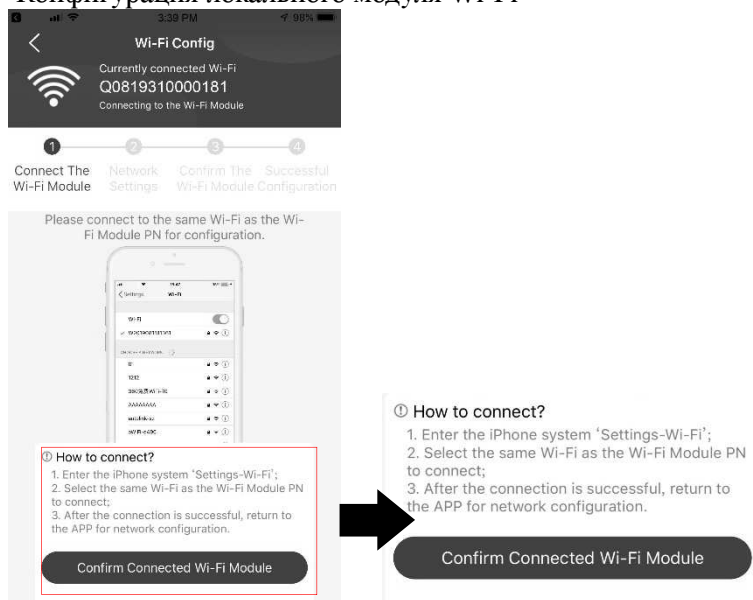 Конфигурация локального модуля Wi-Fi
3:39 PM 98%
Wi-Fi Config
Currently connected Wi-Fi
Q0819310000181
Connecting to the Wi-Fi Module
1 2 3 4
Connect The Network Confirm The Successful
Wi-Fi Module Settings Wi-Fi Module Configuration
Please connect to the same Wi-Fi as the Wi-
Fi Module PN for configuration.
Settings Wi-Fi
Wi-Fi
AAAAAAAA
How to connect?
1. Enter the iPhone system ‘Settings-Wi-Fi’;
2. Select the same Wi-Fi as the Wi-Fi Module PN
to connect;
3. After the connection is successful, return to
the APP for network configuration.
Confirm Connected Wi-Fi Module
How to connect?
1. Enter the iPhone system ‘Settings-Wi-Fi’;
2. Select the same Wi-Fi as the Wi-Fi Module PN
to connect;
3. After the connection is successful, return to
the APP for network configuration.
Confirm Connected Wi-Fi Module